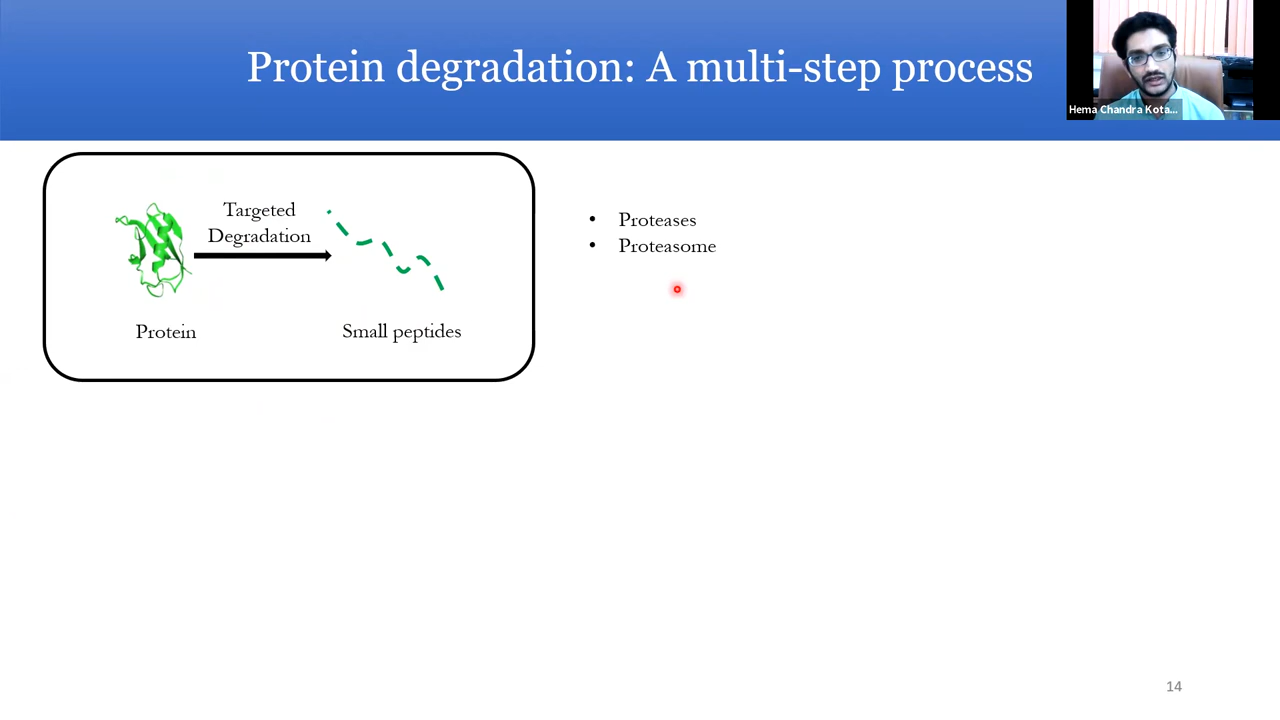 Protein degradation: A multi-step process
Hema Chandra Kota...
Targeted
Degradation
Protein
Small peptides
• Proteases
• Proteasome
14